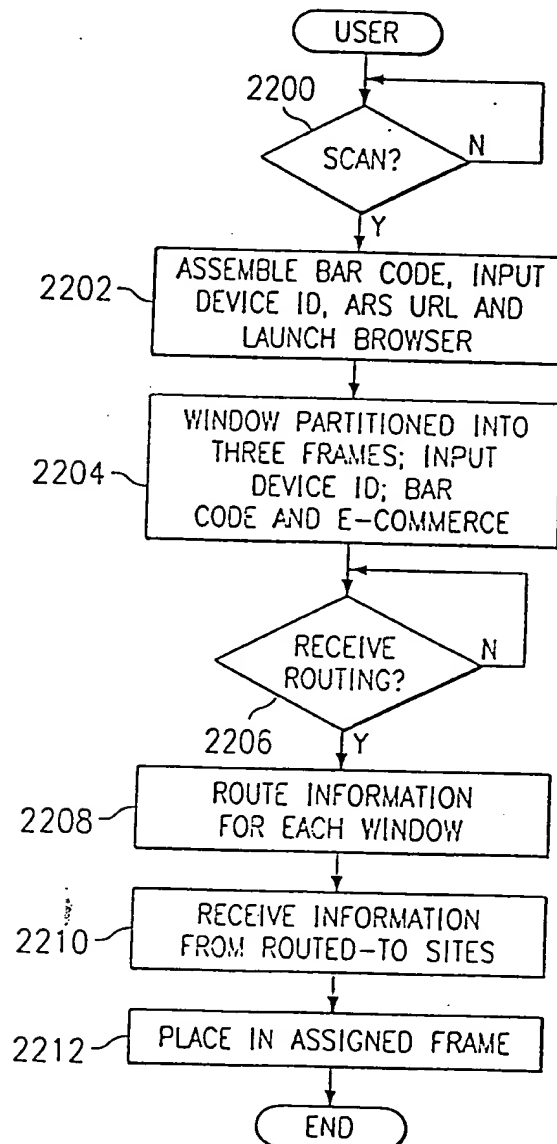 USER
2200
SCAN?
N
Y
2202
ASSEMBLE BAR CODE, INPUT
DEVICE ID, ARS URL AND
LAUNCH BROWSER
2204
WINDOW PARTITIONED INTO
THREE FRAMES; INPUT
DEVICE ID; BAR
CODE AND E-COMMERCE
RECEIVE
ROUTING?
N
2206
Y
2208
ROUTE INFORMATION
FOR EACH WINDOW
2210
RECEIVE INFORMATION
FROM ROUTED-TO SITES
2212
PLACE IN ASSIGNED FRAME
END